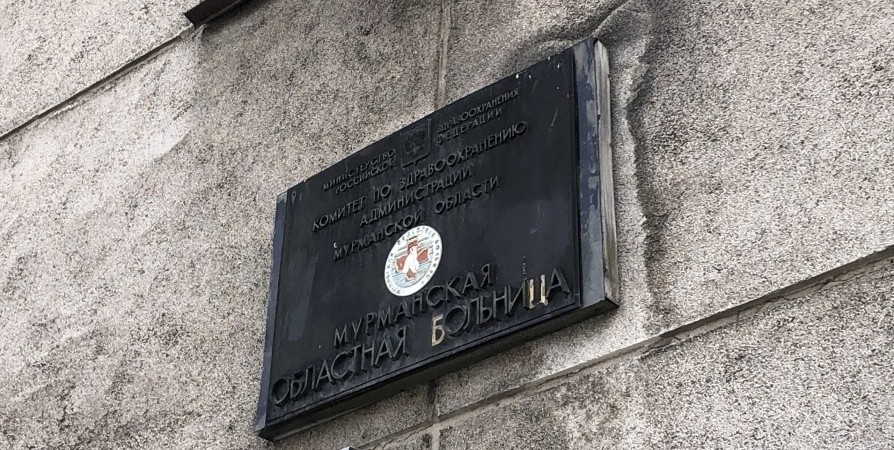 МИНИСТЕРСТВО ЗДРАВООХРАНЕНИЯ
РОССИЙСКОЙ ФЕДЕРАЦИИ
КОМИТЕТ ПО ЗДРАВООХРАНЕНИЮ
АДМИНИСТРАЦИИ
МУРМАНСКОЙ ОБЛАСТИ
МУРМАНСКАЯ
ОБЛАСТНАЯ БОЛЬНИЦА